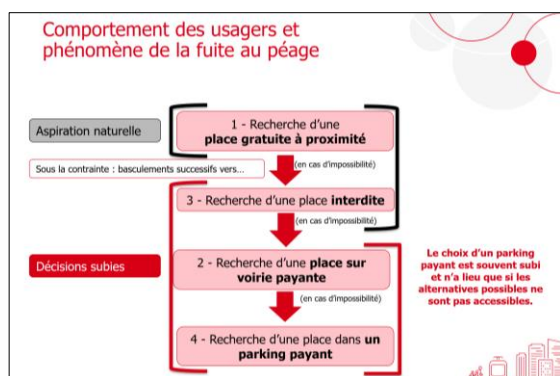 Comportement des usagers et
phénomène de la fuite au péage
Aspiration naturelle
1 - Recherche d'une
place gratuite à proximité
Sous la contrainte : basculements successifs vers...
(en cas d'impossibilité)
3 - Recherche d'une place interdite
(en cas d'impossibilité)
Décisions subies
2 - Recherche d'une place sur
voirie payante
(en cas d'impossibilité)
4 - Recherche d'une place dans un
parking payant
Le choix d'un parking
payant est souvent subi
et n'a lieu que si les
alternatives possibles ne
sont pas accessibles.